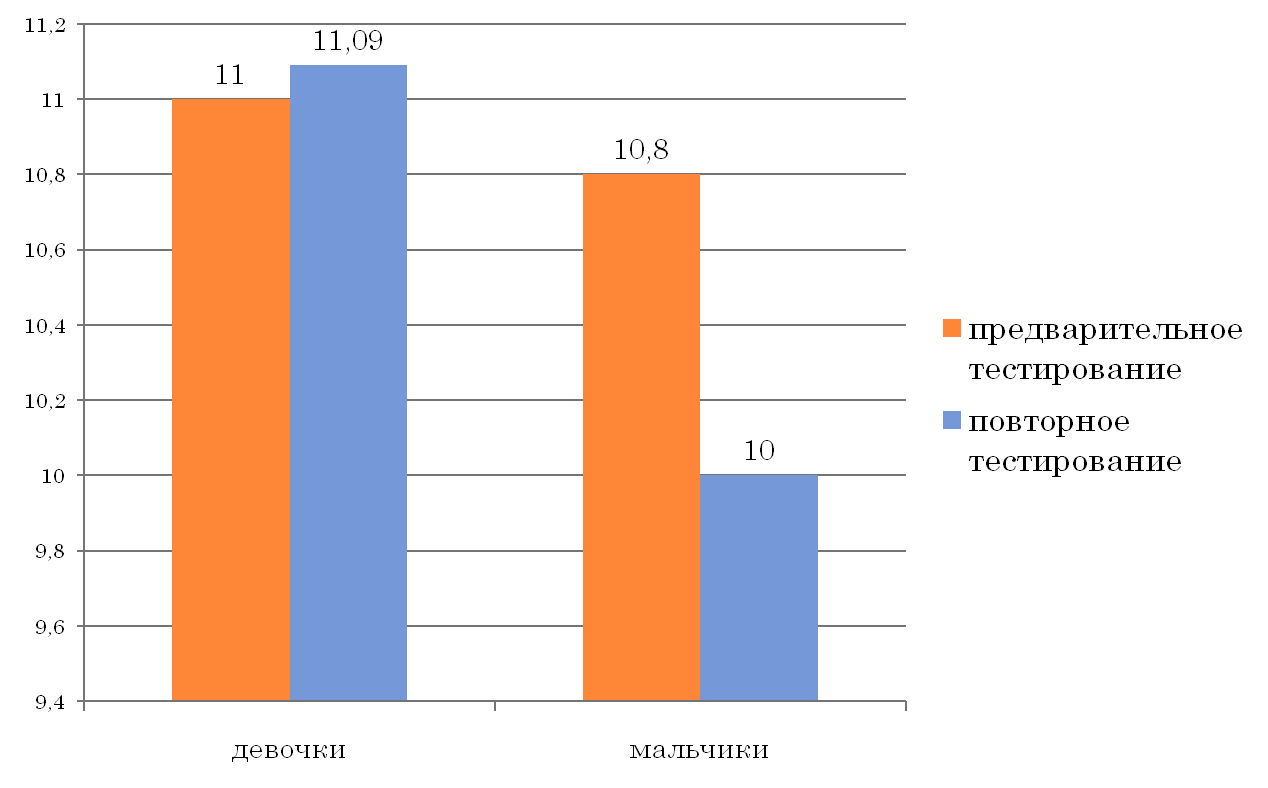 11,2
11
10,8
10,6
10,4
10,2
10
9,8
9,6
9,4
11
11,09
10,8
10
девочки
мальчики
предварительное
тестирование
повторное
тестирование